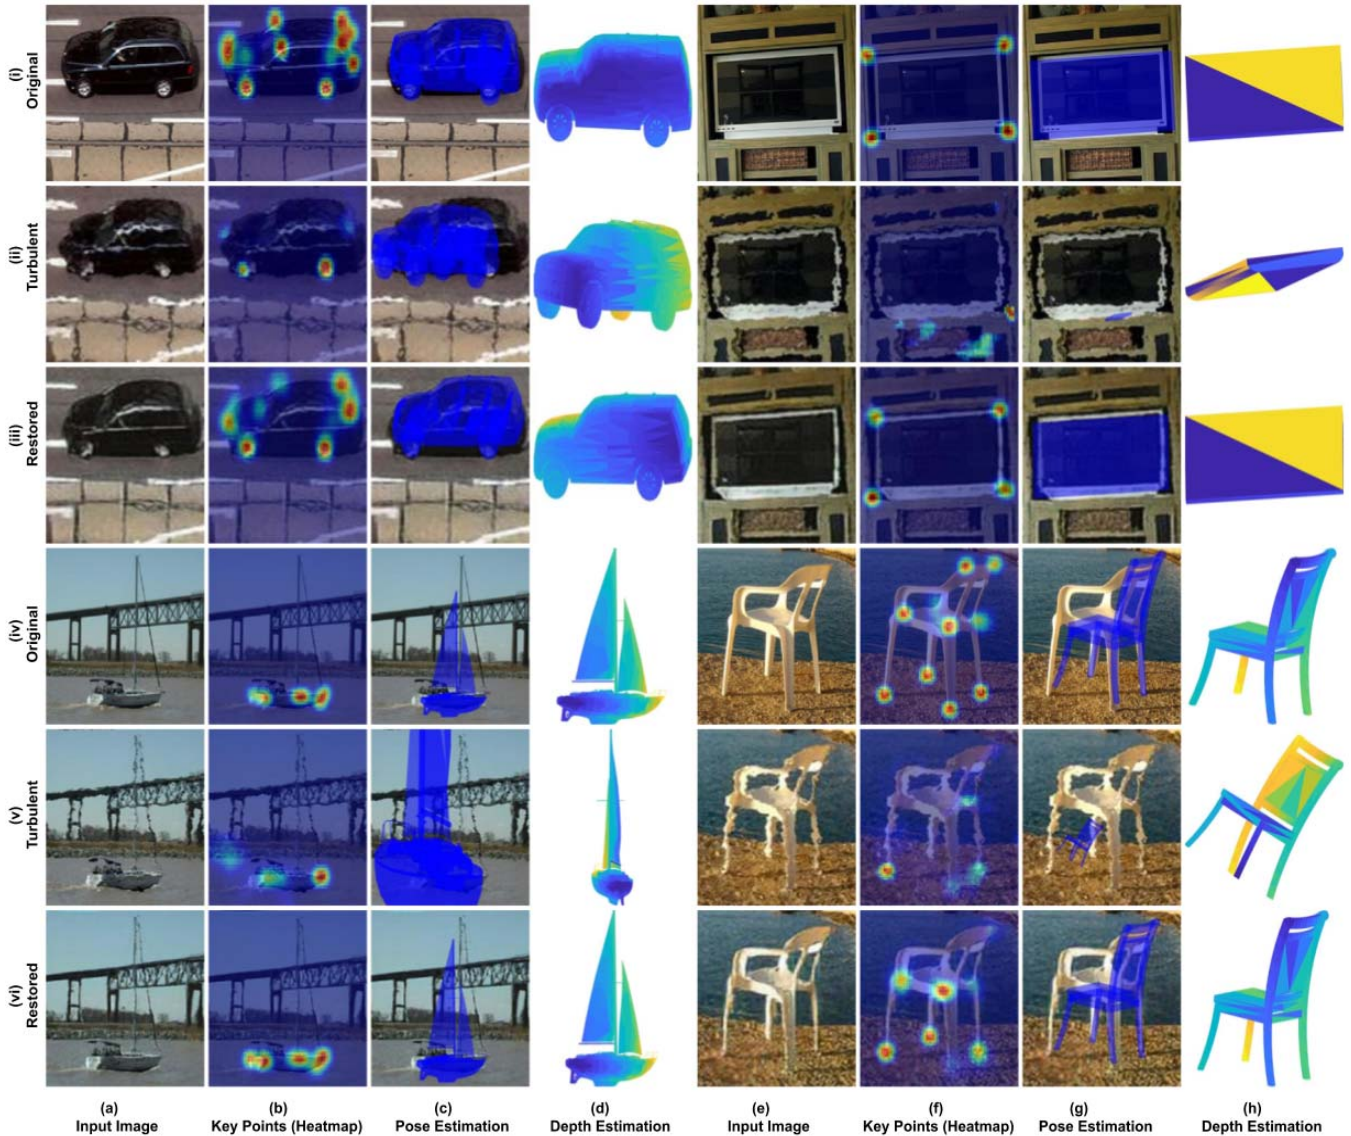 (i)
Original
(ii)
Turbulent
(iii)
Restored
(iv)
Original
(v)
Turbulent
(vi)
Restored
(a)
Input Image
(b)
Key Points (Heatmap)
(c)
Pose Estimation
(d)
Depth Estimation
(e)
Input Image
(f)
Key Points (Heatmap)
(g)
Pose Estimation
(h)
Depth Estimation